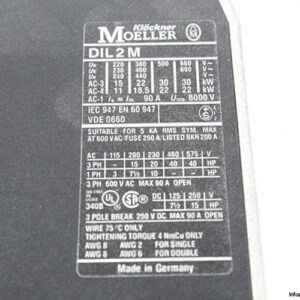 Klöckner
MOELLER
DIL2M
Ue 220 380 500 660 V~
Ue 230 400 690 V~
Ue 240 440 V~
AC-3 15 22 30 30 kW
AC-4 11 18.5 22 22 kW
AC-1 Ie = Ith 90 A Uimp 8000 V
IEC 947 EN 60 947
VDE 0660
SUITABLE FOR 5 KA RMS SYM. MAX
AT 600 VAC/FUSE 250 A/LISTED BKR 200 A
AC 115 200 230 460 575 V
3 PH - 15 20 40 40 HP
1 PH 3 7½ 10 - - HP
3 PH 600 V AC MAX 90 A OPEN
LISTED
340B
DC 125 250 V
7½ 15 HP
3 POLE BREAK 250 V DC MAX 90 A OPEN
WIRE 75 °C ONLY
TIGHTENING TORQUE 4 Nm Cu ONLY
AWG 8 AWG 2 FOR SINGLE
AWG 8 AWG 6 FOR DOUBLE
Made in Germany